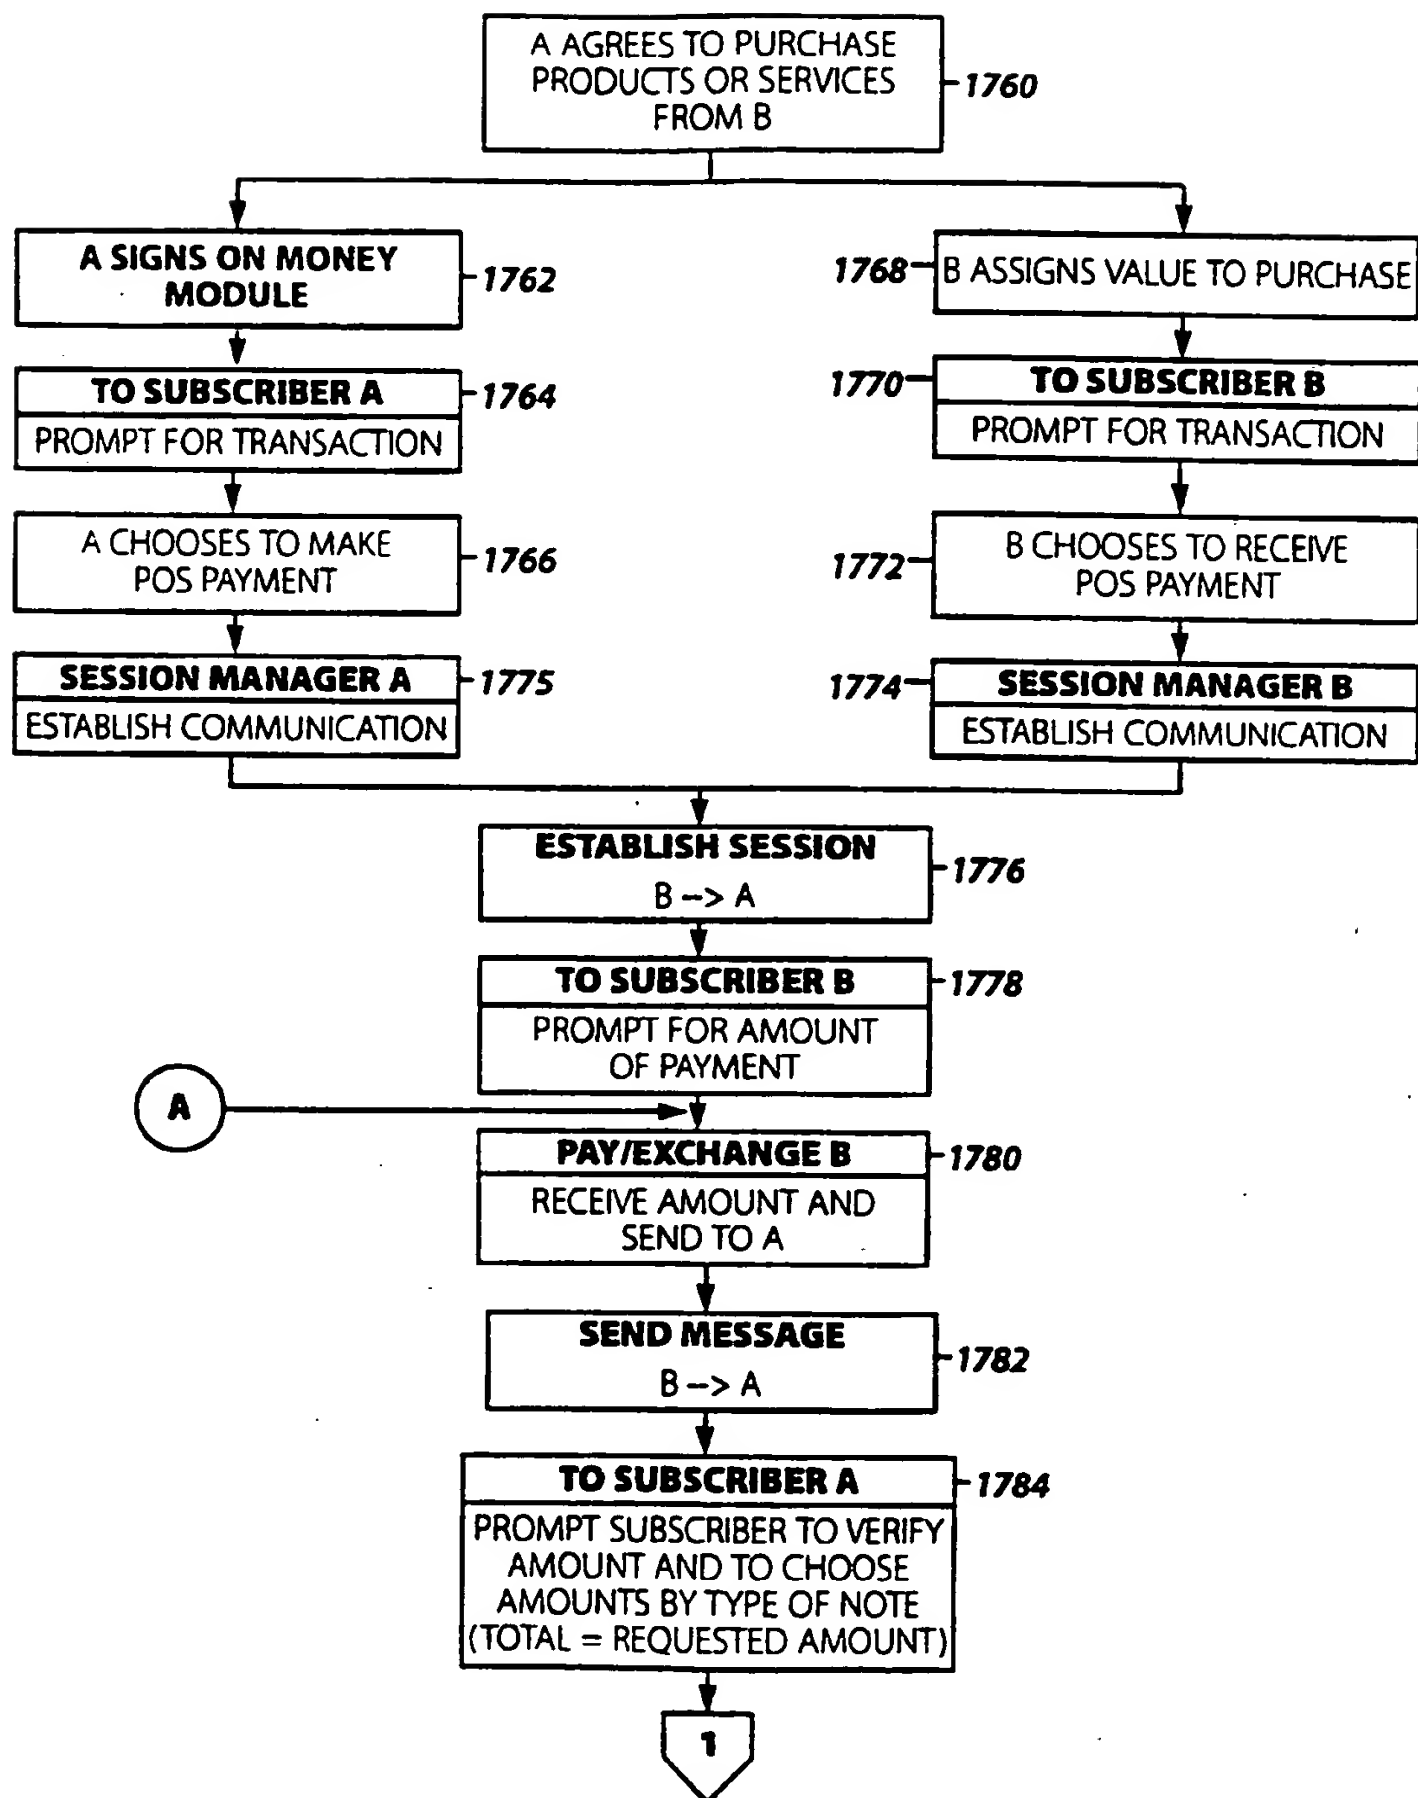 A AGREES TO PURCHASE
PRODUCTS OR SERVICES
FROM B
1760
A SIGNS ON MONEY
MODULE
1762
TO SUBSCRIBER A
1764
PROMPT FOR TRANSACTION
A CHOOSES TO MAKE
POS PAYMENT
1766
SESSION MANAGER A
1775
ESTABLISH COMMUNICATION
1768
B ASSIGNS VALUE TO PURCHASE
1770
TO SUBSCRIBER B
PROMPT FOR TRANSACTION
1772
B CHOOSES TO RECEIVE
POS PAYMENT
1774
SESSION MANAGER B
ESTABLISH COMMUNICATION
ESTABLISH SESSION
B --> A
1776
TO SUBSCRIBER B
1778
PROMPT FOR AMOUNT
OF PAYMENT
A
PAY/EXCHANGE B
1780
RECEIVE AMOUNT AND
SEND TO A
SEND MESSAGE
B --> A
1782
TO SUBSCRIBER A
1784
PROMPT SUBSCRIBER TO VERIFY
AMOUNT AND TO CHOOSE
AMOUNTS BY TYPE OF NOTE
(TOTAL = REQUESTED AMOUNT)
1